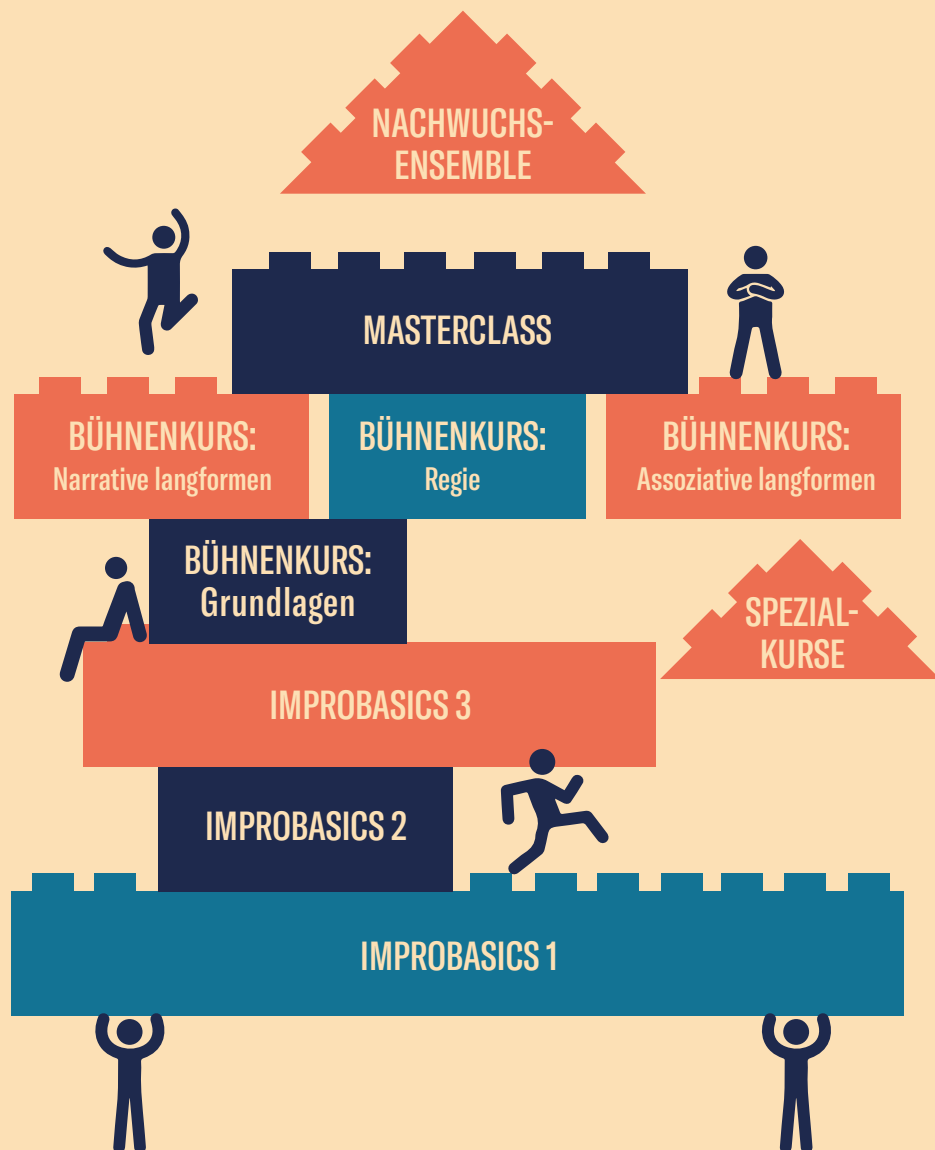 NACHWUCHS-
ENSEMBLE
MASTERCLASS
BÜHNENKURS:
Narrative langformen
BÜHNENKURS:
Regie
BÜHNENKURS:
Assoziative langformen
BÜHNENKURS:
Grundlagen
SPEZIAL-
KURSE
IMPROBASICS 3
IMPROBASICS 2
IMPROBASICS 1